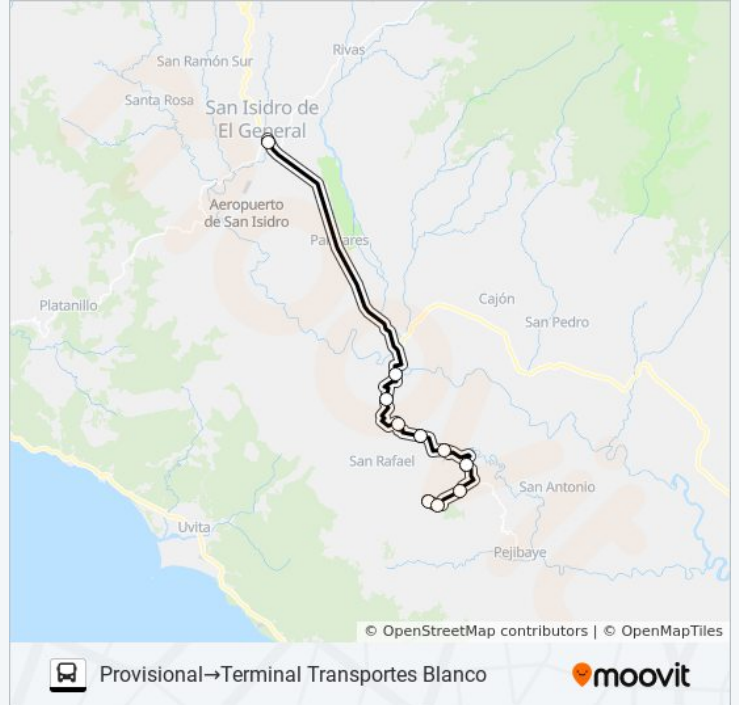 Rivas
San Ramón Sur
Santa Rosa
San Isidro de
El General
Aeropuerto
de San Isidro
Platanillo
Cajón
San Pedro
San Rafael
San Antonio
Uvita
Pejibaye
© OpenStreetMap contributors | © OpenMapTiles
Provisional→Terminal Transportes Blanco
moovit